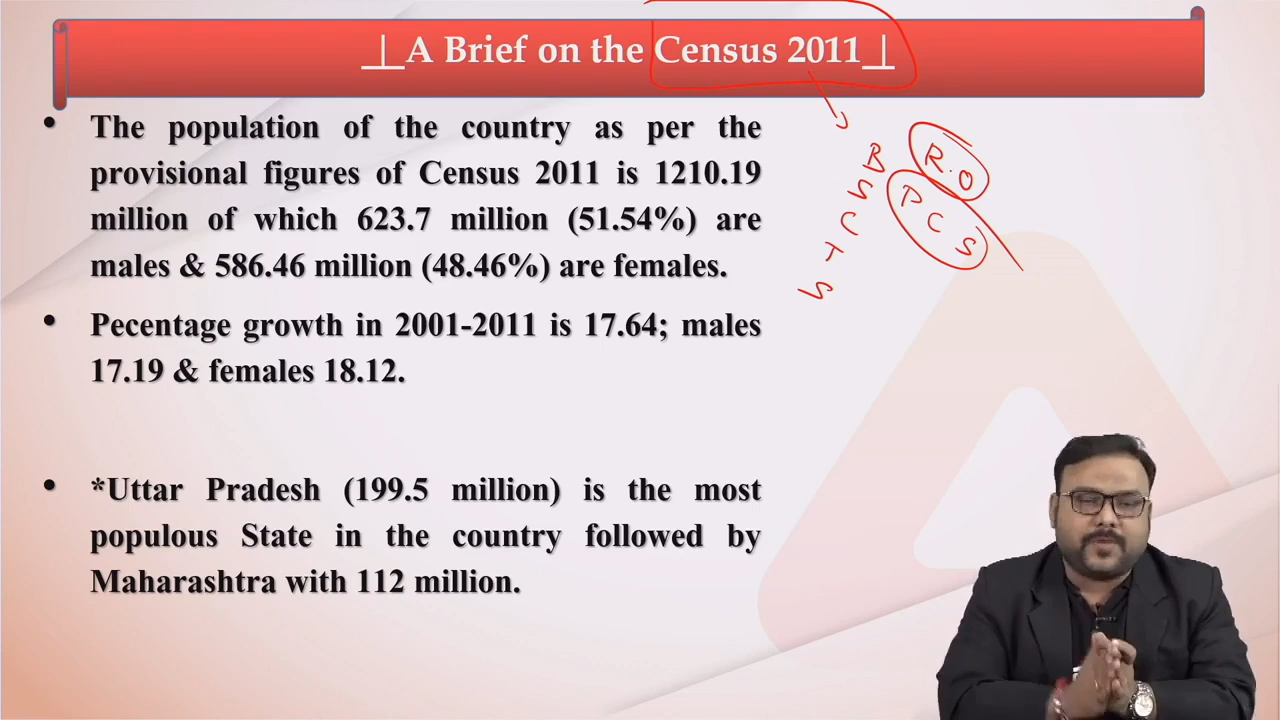 | A Brief on the Census 2011 |
• The population of the country as per the
provisional figures of Census 2011 is 1210.19
million of which 623.7 million (51.54%) are
males & 586.46 million (48.46%) are females.
• Pecentage growth in 2001-2011 is 17.64; males
17.19 & females 18.12.
• *Uttar Pradesh (199.5 million) is the most
populous State in the country followed by
Maharashtra with 112 million.
R.O
PCS